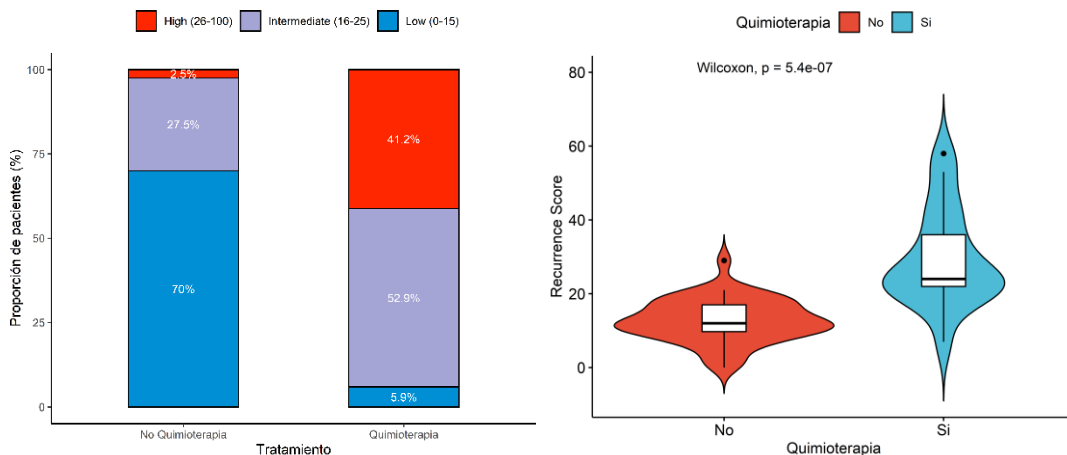 High (26-100) Intermediate (16-25) Low (0-15)
Proporción de pacientes (%)
100
75
50
25
0
2.5%
27.5%
70%
41.2%
52.9%
5.9%
No Quimioterapia Quimioterapia
Tratamiento
Quimioterapia No Si
Wilcoxon, p = 5.4e-07
Recurrence Score
80
60
40
20
0
No Si
Quimioterapia